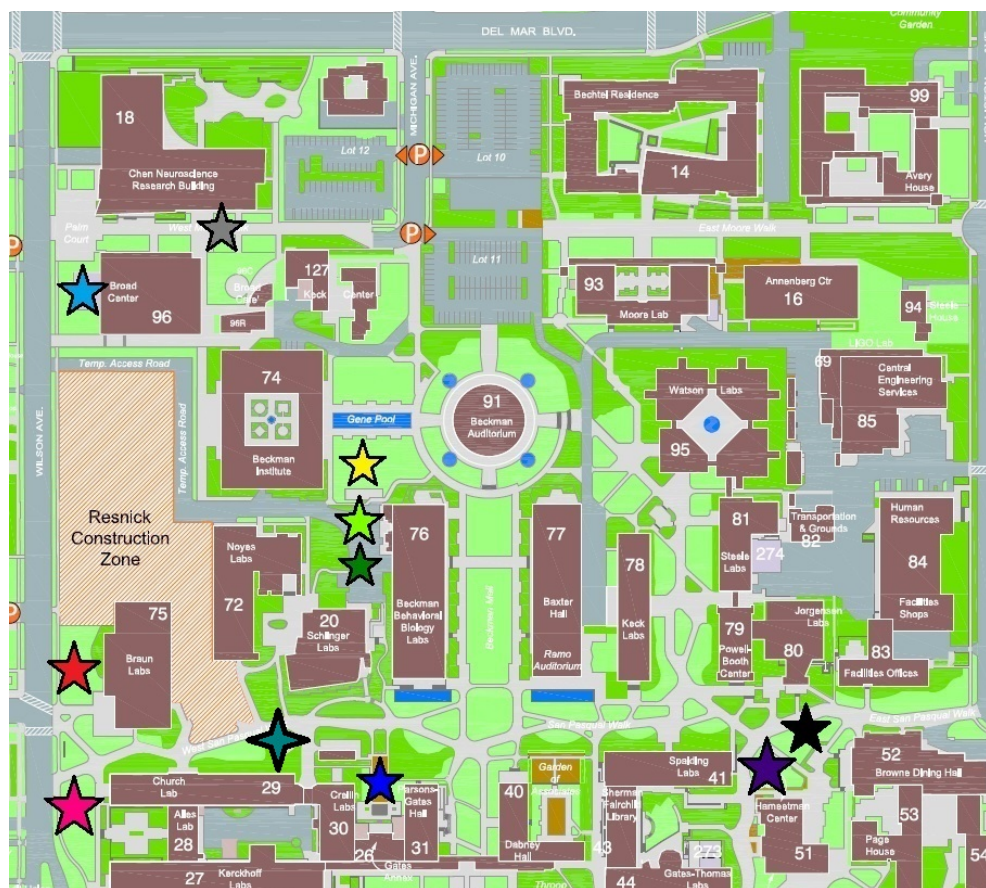 DEL MAR BLVD.
Community
Garden
MICHIGAN AVE.
Bechtel Residence
99
18
Lot 12
Lot 10
P
14
Chen Neuroscience
Research Building
Avery
House
Palm
Court
East Moore Walk
P
P
Lot 11
127
Keck
Center
Broad
Center
96
96R
93
Moore Lab
Annenberg Ctr
16
94
Steele
House
LIGO Lab
69
Temp. Access Road
74
Gene Pool
91
Beckman
Auditorium
Watson Labs
Central
Engineering
Services
85
95
WILSON AVE.
Temp. Access Road
Beckman
Institute
Resnick
Construction
Zone
76
77
81
Transportation
& Grounds
82
Human
Resources
Noyes
Labs
78
Steele
Labs
274
84
72
Beckman
Behavioral
Biology
Labs
Beckman Mall
Baxter
Hall
Keck
Labs
Facilities
Shops
P
75
20
Schlinger
Labs
79
Jorgensen
Labs
80
Braun
Labs
Ramo
Auditorium
Powell-
Booth
Center
83
Facilities Offices
San Pasqual Walk
East San Pasqual Walk
Church
Lab
29
Garden
of
Spalding
Labs
41
52
Browne Dining Hall
Crellin
Labs
30
Parsons-
Gates
Hall
40
Sherman
Fairchild
Library
Hameetman
Center
53
Alles
Lab
28
26
31
Dabney
Hall
43
273
51
Page
House
54
27
Kerckhoff
Labs
Gates
Annex
Throop
44
Gates-Thomas
Labs